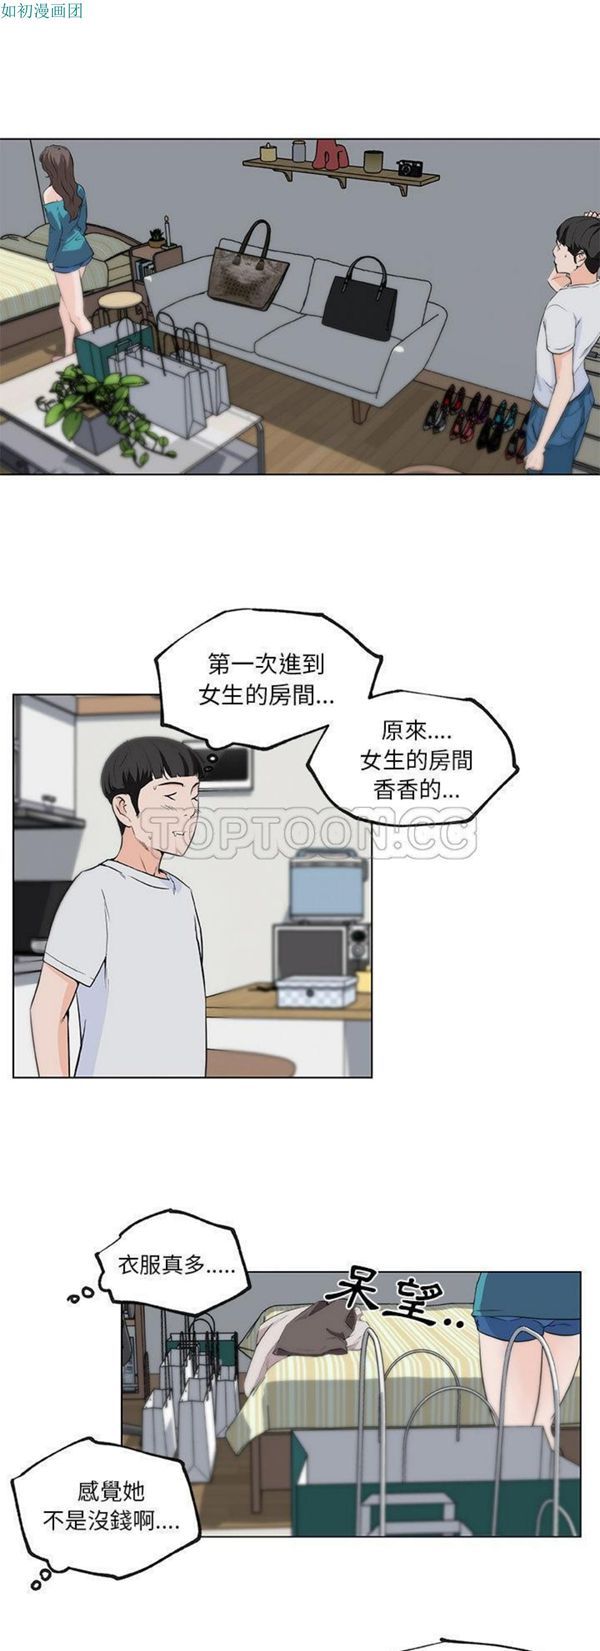 如初漫画团
第一次進到
女生的房間...
原來....
女生的房間
香香的...
TOPTOON.CC
衣服真多.....
呆望..
感覺她
不是沒錢啊....